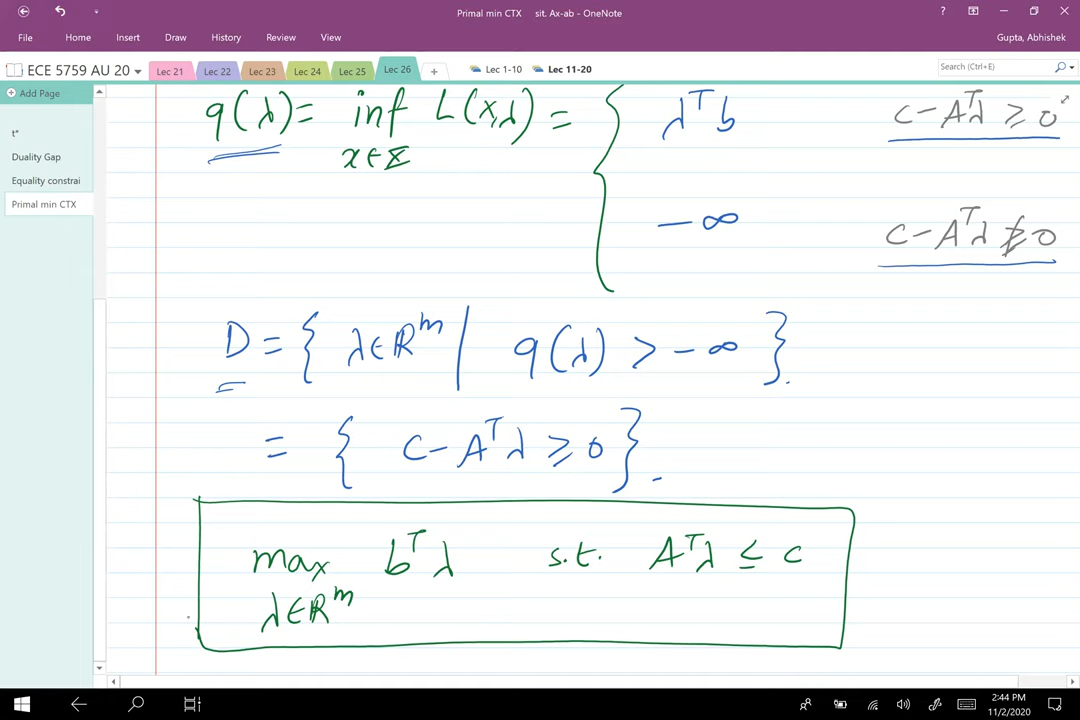 Primal min CTX sit. Ax-ab - OneNote
Gupta, Abhishek
File Home Insert Draw History Review View
ECE 5759 AU 20 Lec 21 Lec 22 Lec 23 Lec 24 Lec 25 Lec 26 + Lec 1-10 Lec 11-20
Search (Ctrl+E)
Add Page
t*
Duality Gap
Equality constrai
Primal min CTX
q(λ) = inf L(x,λ) = { λᵀb C-Aᵀλ ≥ 0
x∈X
-∞ C-Aᵀλ ≱ 0
D = { λ∈ℝᵐ | q(λ) > -∞ }.
= { C-Aᵀλ ≥ 0 }.
max bᵀλ s.t. Aᵀλ ≤ c
λ∈ℝᵐ
2:44 PM
11/2/2020